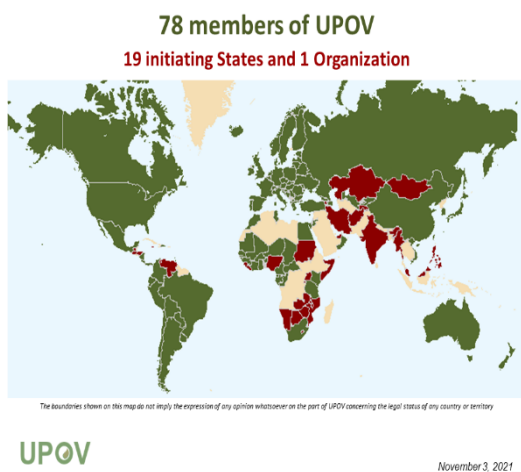 78 members of UPOV
19 initiating States and 1 Organization
The boundaries shown on this map do not imply the expression of any opinion whatsoever on the part of UPOV concerning the legal status of any country or territory
UPOV
November 3, 2021